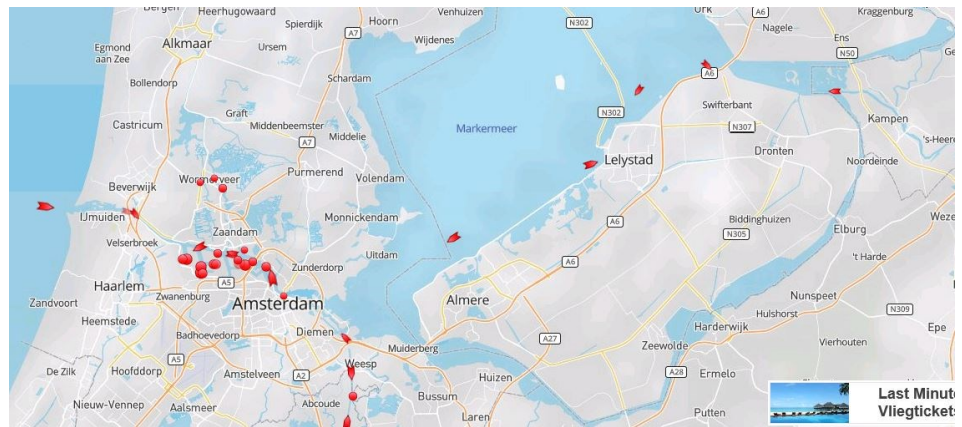 Bergen
Heerhugowaard
Spierdijk
Hoorn
Venhuizen
N302
Urk
A6
Nagele
Kraggenburg
Egmond
aan Zee
Alkmaar
Ursem
A7
Wijdenes
Ens
N50
Bollendorp
Schardam
A6
Swifterbant
Graft
Castricum
Middenbeemster
Middelie
Markermeer
N302
N307
Kampen
's-Heere
A7
Lelystad
Dronten
Noordeinde
Beverwijk
Wormerveer
Purmerend
Volendam
IJmuiden
Monnickendam
A6
Biddinghuizen
Weze
Velserbroek
Zaandam
N305
Elburg
Uitdam
't Harde
Zunderdorp
A6
Haarlem
A5
Zandvoort
Zwanenburg
Amsterdam
Almere
Nunspeet
N309
Heemstede
Diemen
Harderwijk
Hulshorst
Epe
Badhoevedorp
Muiderberg
A27
Zeewolde
Vierhouten
A5
Weesp
De Zilk
Hoofddorp
Amstelveen
A2
Huizen
A28
Ermelo
Nieuw-Vennep
Aalsmeer
Abcoude
Bussum
Laren
Putten
Last Minute
Vliegtickets